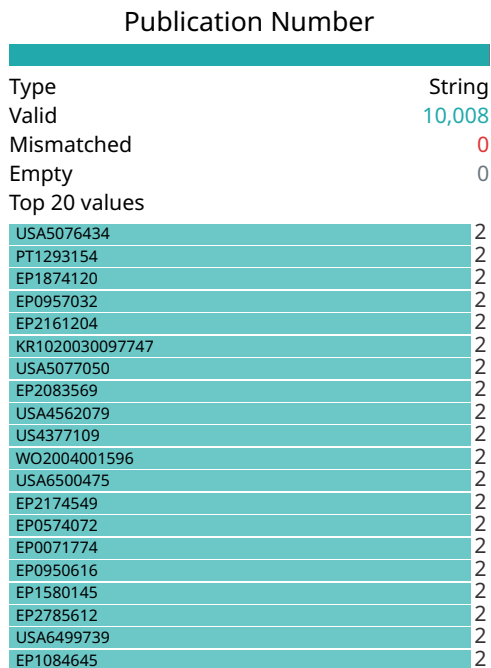 Publication Number
Type String
Valid 10,008
Mismatched 0
Empty 0
Top 20 values
USA5076434 2
PT1293154 2
EP1874120 2
EP0957032 2
EP2161204 2
KR1020030097747 2
USA5077050 2
EP2083569 2
USA4562079 2
US4377109 2
WO2004001596 2
USA6500475 2
EP2174549 2
EP0574072 2
EP0071774 2
EP0950616 2
EP1580145 2
EP2785612 2
USA6499739 2
EP1084645 2